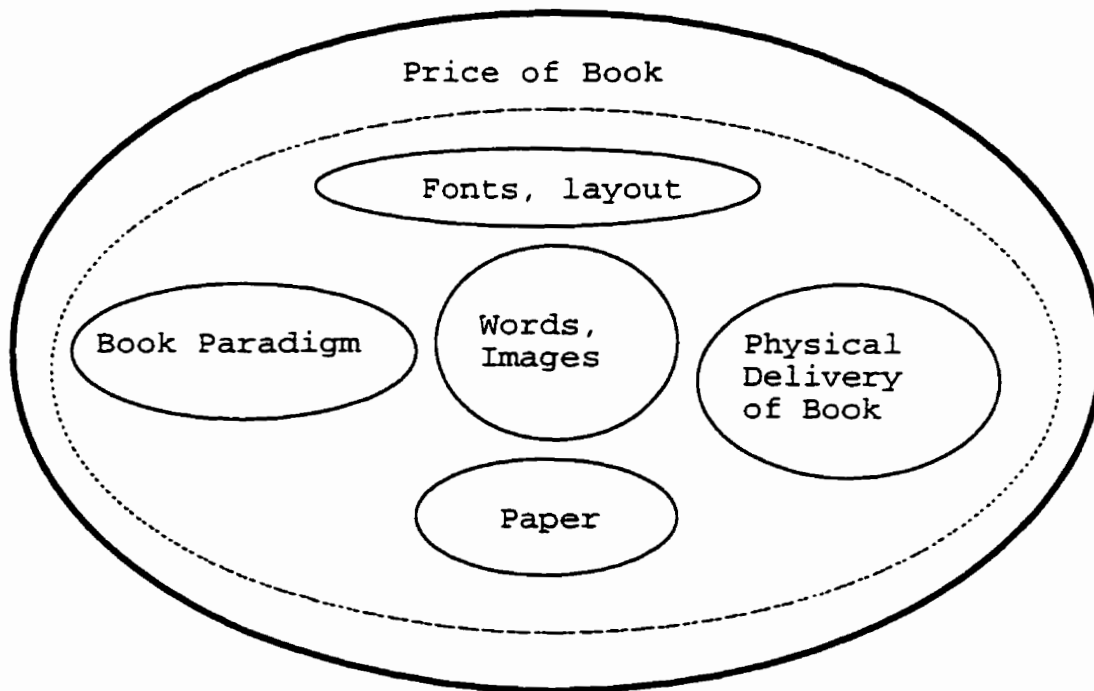 Price of Book
Fonts, layout
Book Paradigm
Words,
Images
Physical
Delivery
of Book
Paper